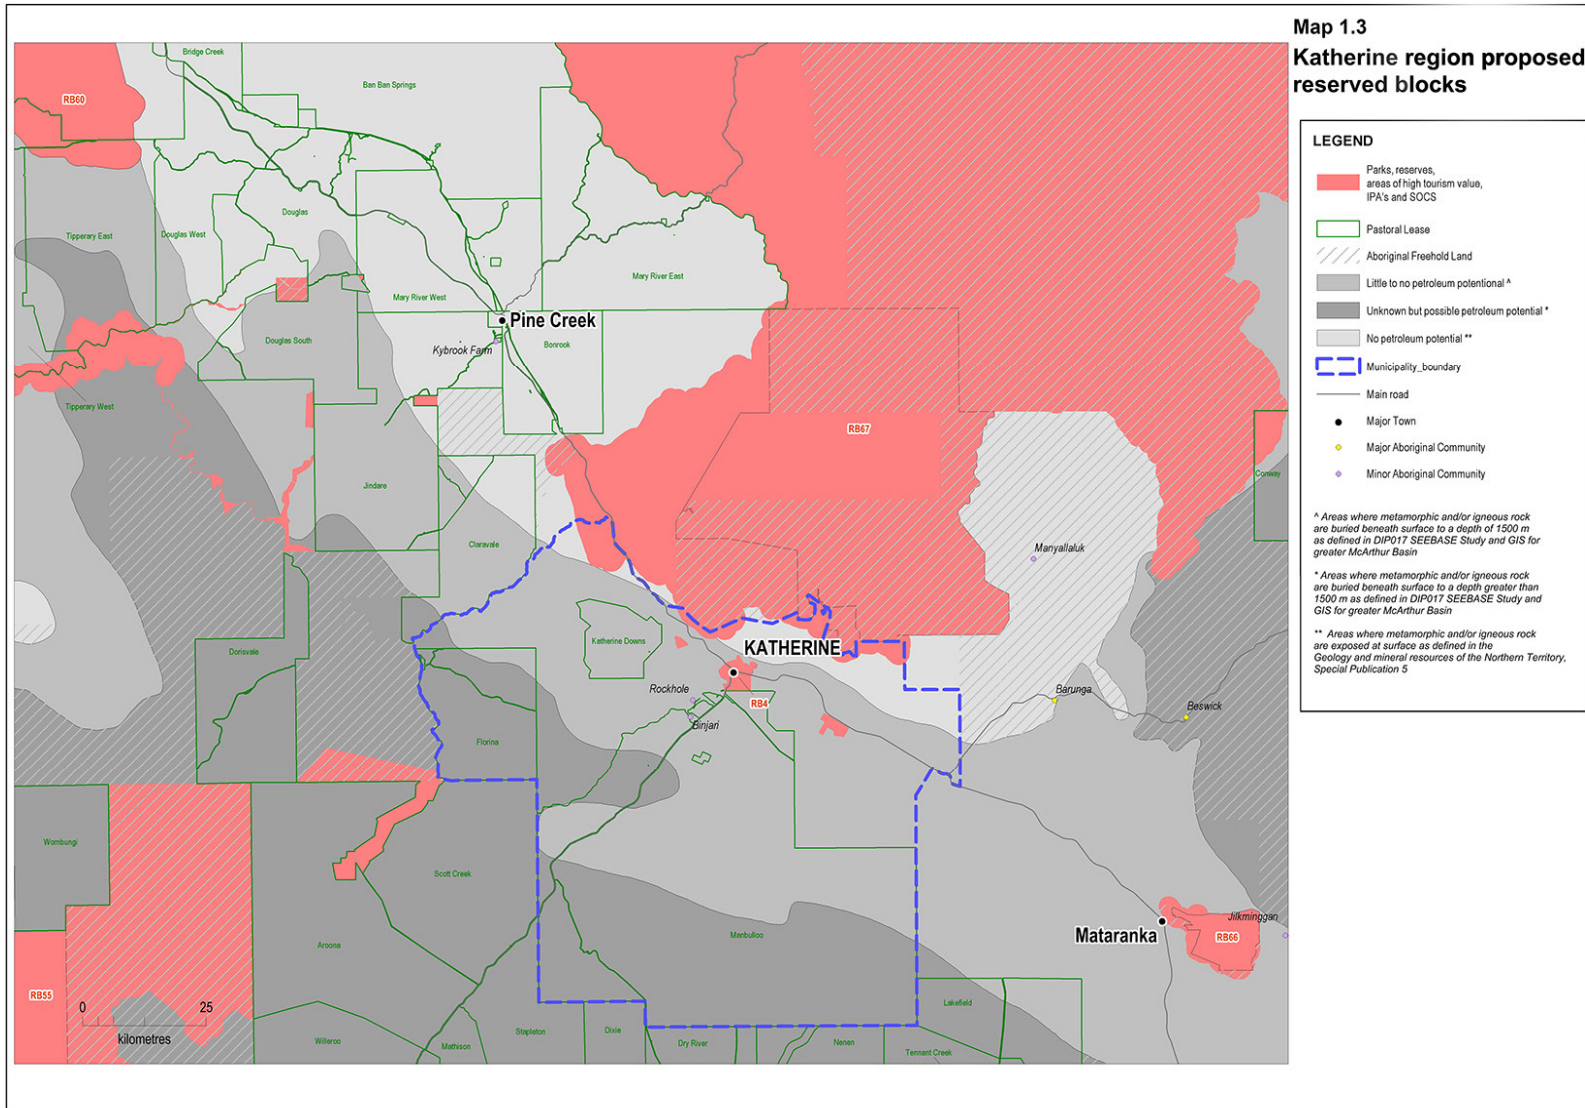 Map 1.3
Katherine region proposed
reserved blocks
LEGEND
Parks, reserves,
areas of high tourism value,
IPA's and SOCS
Pastoral Lease
Aboriginal Freehold Land
Little to no petroleum potentional ^
Unknown but possible petroleum potential *
No petroleum potential **
Municipality_boundary
Main road
Major Town
Major Aboriginal Community
Minor Aboriginal Community
^ Areas where metamorphic and/or igneous rock
are buried beneath surface to a depth of 1500 m
as defined in DIP017 SEEBASE Study and GIS for
greater McArthur Basin
* Areas where metamorphic and/or igneous rock
are buried beneath surface to a depth greater than
1500 m as defined in DIP017 SEEBASE Study and
GIS for greater McArthur Basin
** Areas where metamorphic and/or igneous rock
are exposed at surface as defined in the
Geology and mineral resources of the Northern Territory,
Special Publication 5
Bridge Creek
Ban Ban Springs
RB60
Douglas
Tipperary East
Douglas West
Mary River East
Mary River West
Pine Creek
Douglas South
Bonrook
Kybrook Farm
Tipperary West
RB67
Conway
Jindare
Claravale
Manyallaluk
Katherine Downs
KATHERINE
Dorisvale
Rockhole
Barunga
RB4
Beswick
Binjari
Florina
Wombungi
Scott Creek
Jilkminggan
Mataranka
Manbulloo
RB66
Aroona
RB55
Lakefield
0 25
kilometres
Stapleton
Dixie
Willeroo
Mathison
Dry River
Nenen
Tennant Creek